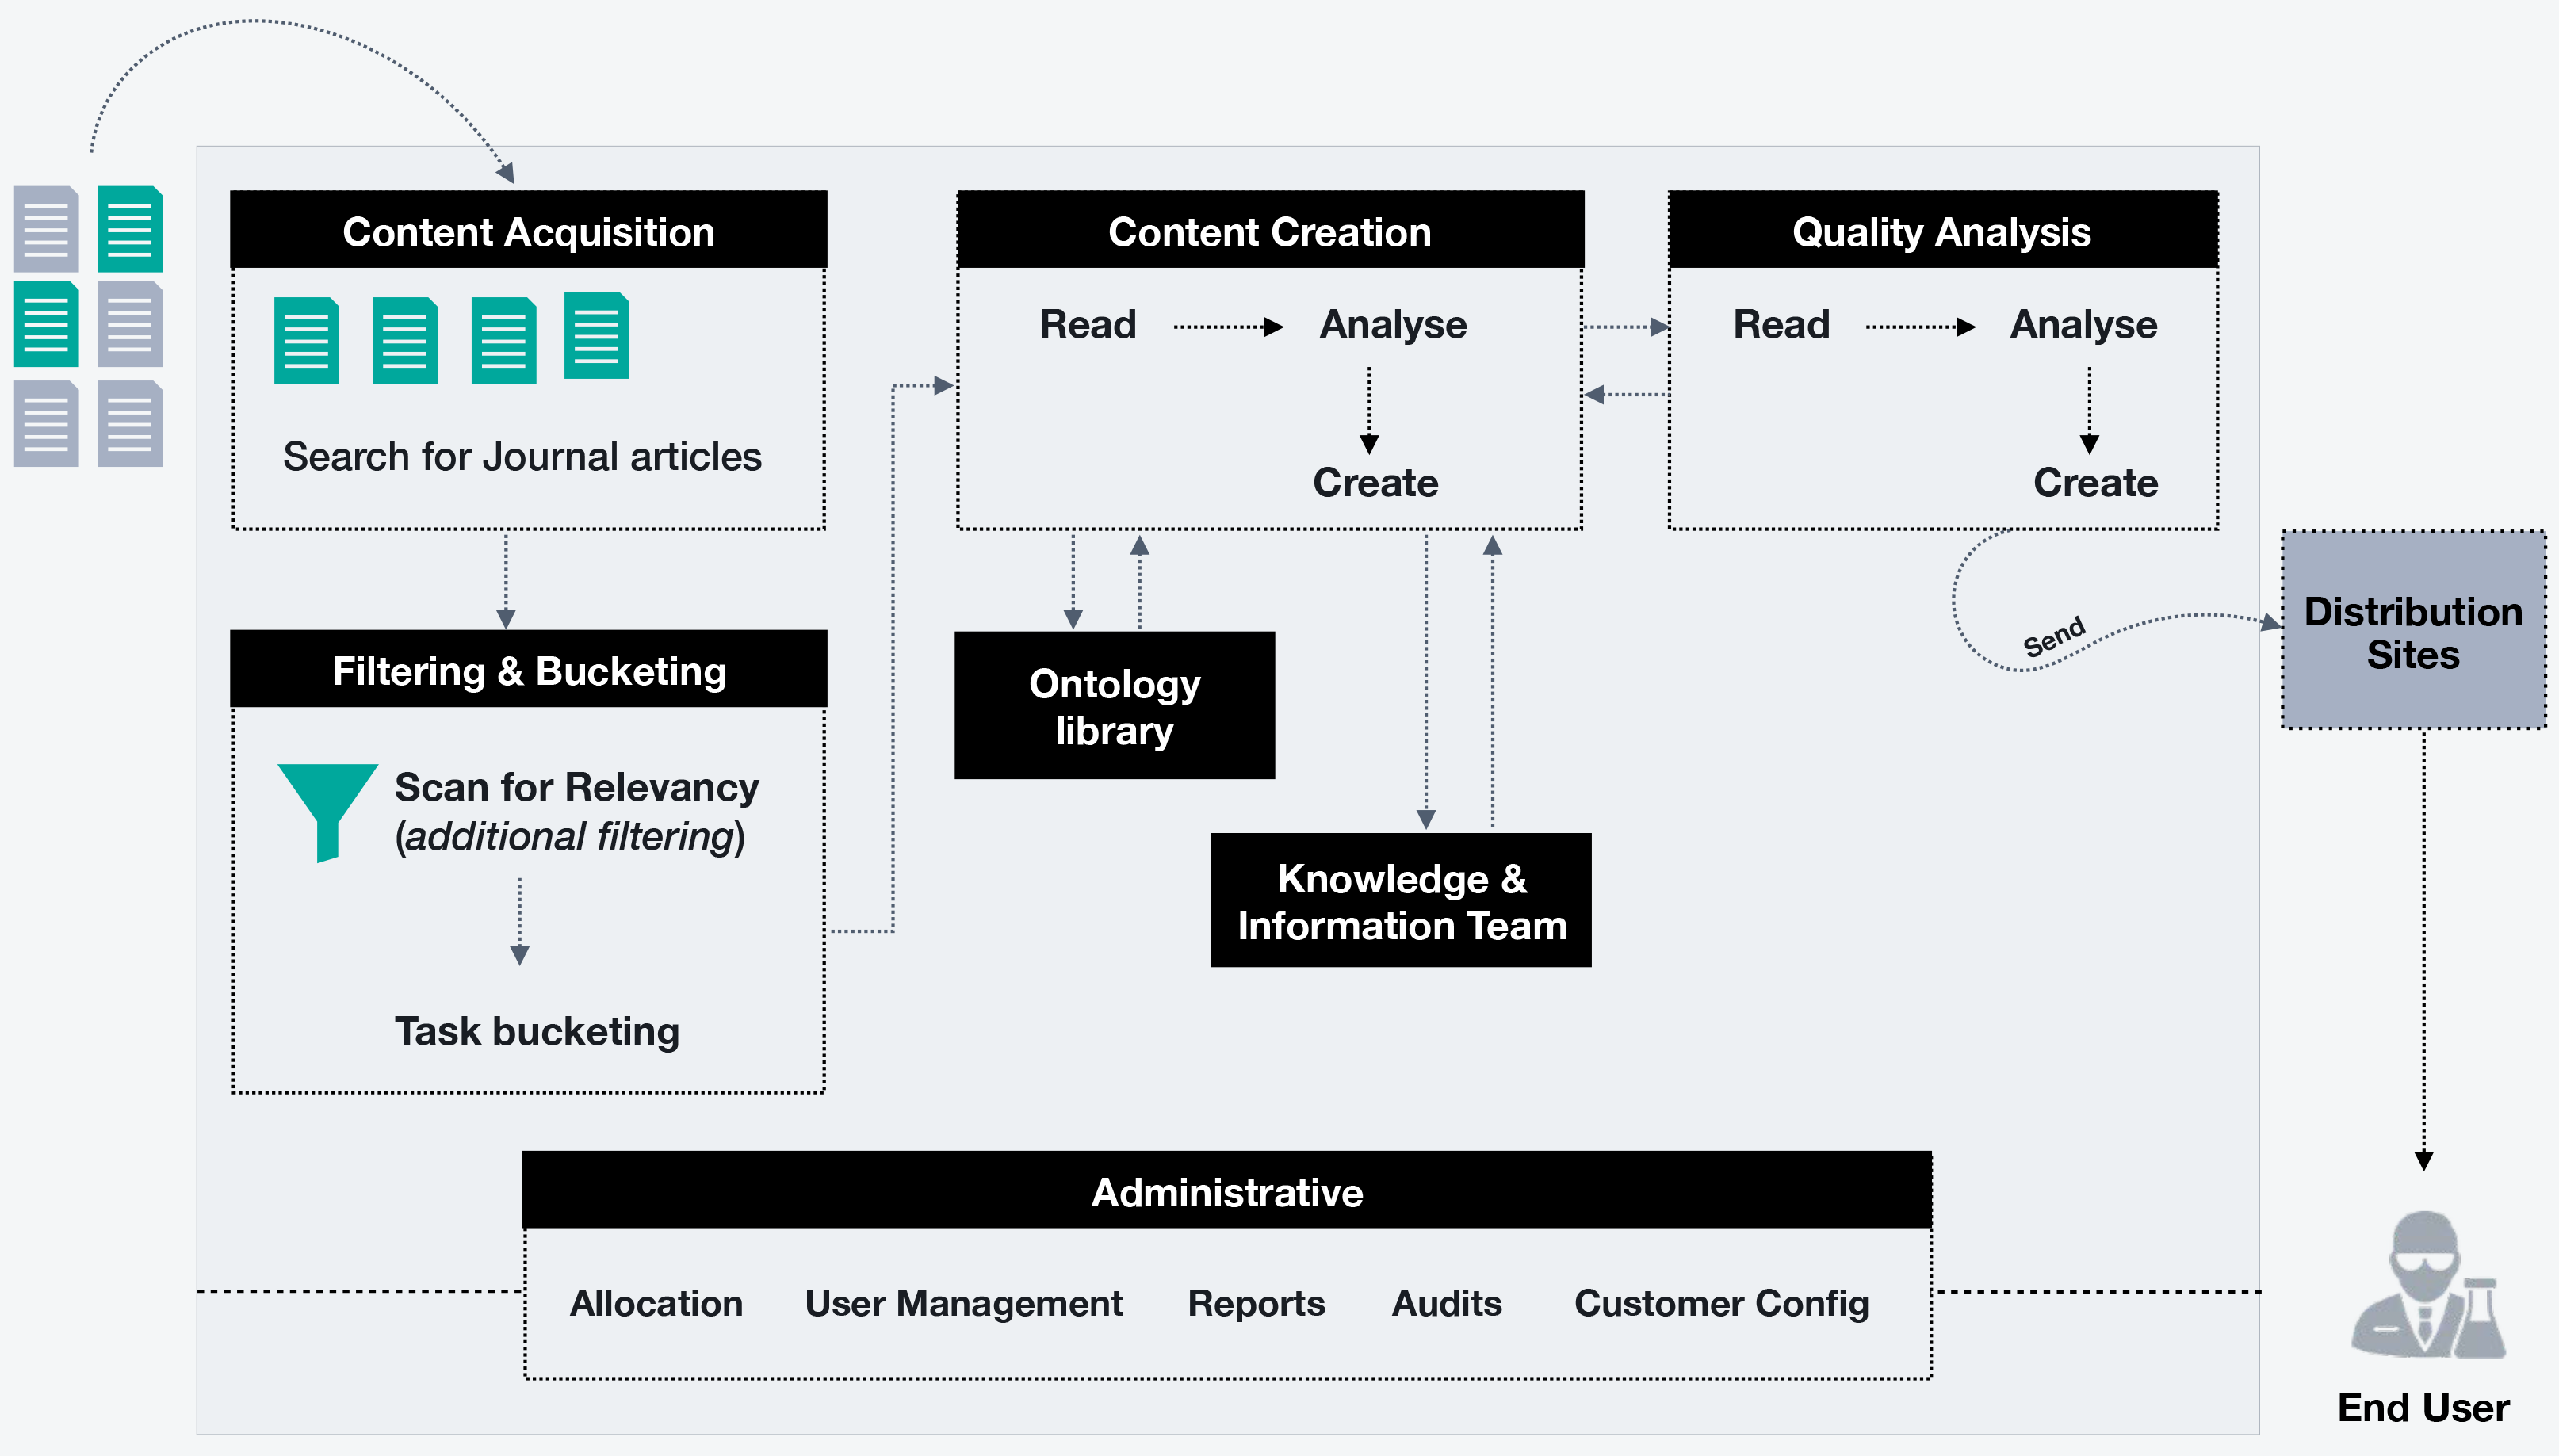 Content Acquisition
Search for Journal articles
Filtering & Bucketing
Scan for Relevancy
(additional filtering)
Task bucketing
Content Creation
Read
Analyse
Create
Ontology
library
Knowledge &
Information Team
Quality Analysis
Read
Analyse
Create
Send
Distribution
Sites
Administrative
Allocation
User Management
Reports
Audits
Customer Config
End User